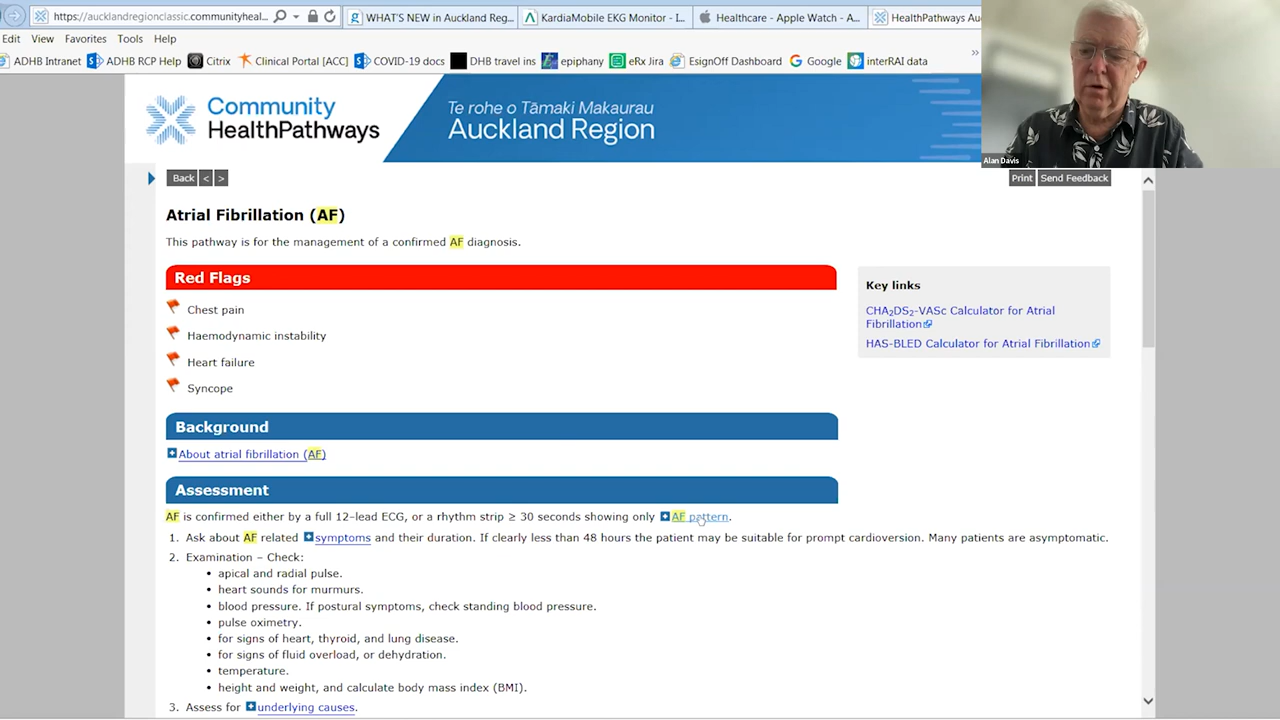 https://aucklandregionclassic.communityheal...
WHAT'S NEW in Auckland Reg...
KardiaMobile EKG Monitor - I...
Healthcare - Apple Watch - A...
HealthPathways Au
Edit View Favorites Tools Help
ADHB Intranet
ADHB RCP Help
Citrix
Clinical Portal [ACC]
COVID-19 docs
DHB travel ins
epiphany
eRx Jira
EsignOff Dashboard
Google
interRAI data
Community
HealthPathways
Te rohe o Tāmaki Makaurau
Auckland Region
Alan Davis
Back < >
Print Send Feedback
Atrial Fibrillation (AF)
This pathway is for the management of a confirmed AF diagnosis.
Red Flags
Chest pain
Haemodynamic instability
Heart failure
Syncope
Key links
CHA2DS2-VASc Calculator for Atrial
Fibrillation
HAS-BLED Calculator for Atrial Fibrillation
Background
About atrial fibrillation (AF)
Assessment
AF is confirmed either by a full 12-lead ECG, or a rhythm strip ≥ 30 seconds showing only AF pattern.
1. Ask about AF related symptoms and their duration. If clearly less than 48 hours the patient may be suitable for prompt cardioversion. Many patients are asymptomatic.
2. Examination – Check:
• apical and radial pulse.
• heart sounds for murmurs.
• blood pressure. If postural symptoms, check standing blood pressure.
• pulse oximetry.
• for signs of heart, thyroid, and lung disease.
• for signs of fluid overload, or dehydration.
• temperature.
• height and weight, and calculate body mass index (BMI).
3. Assess for underlying causes.